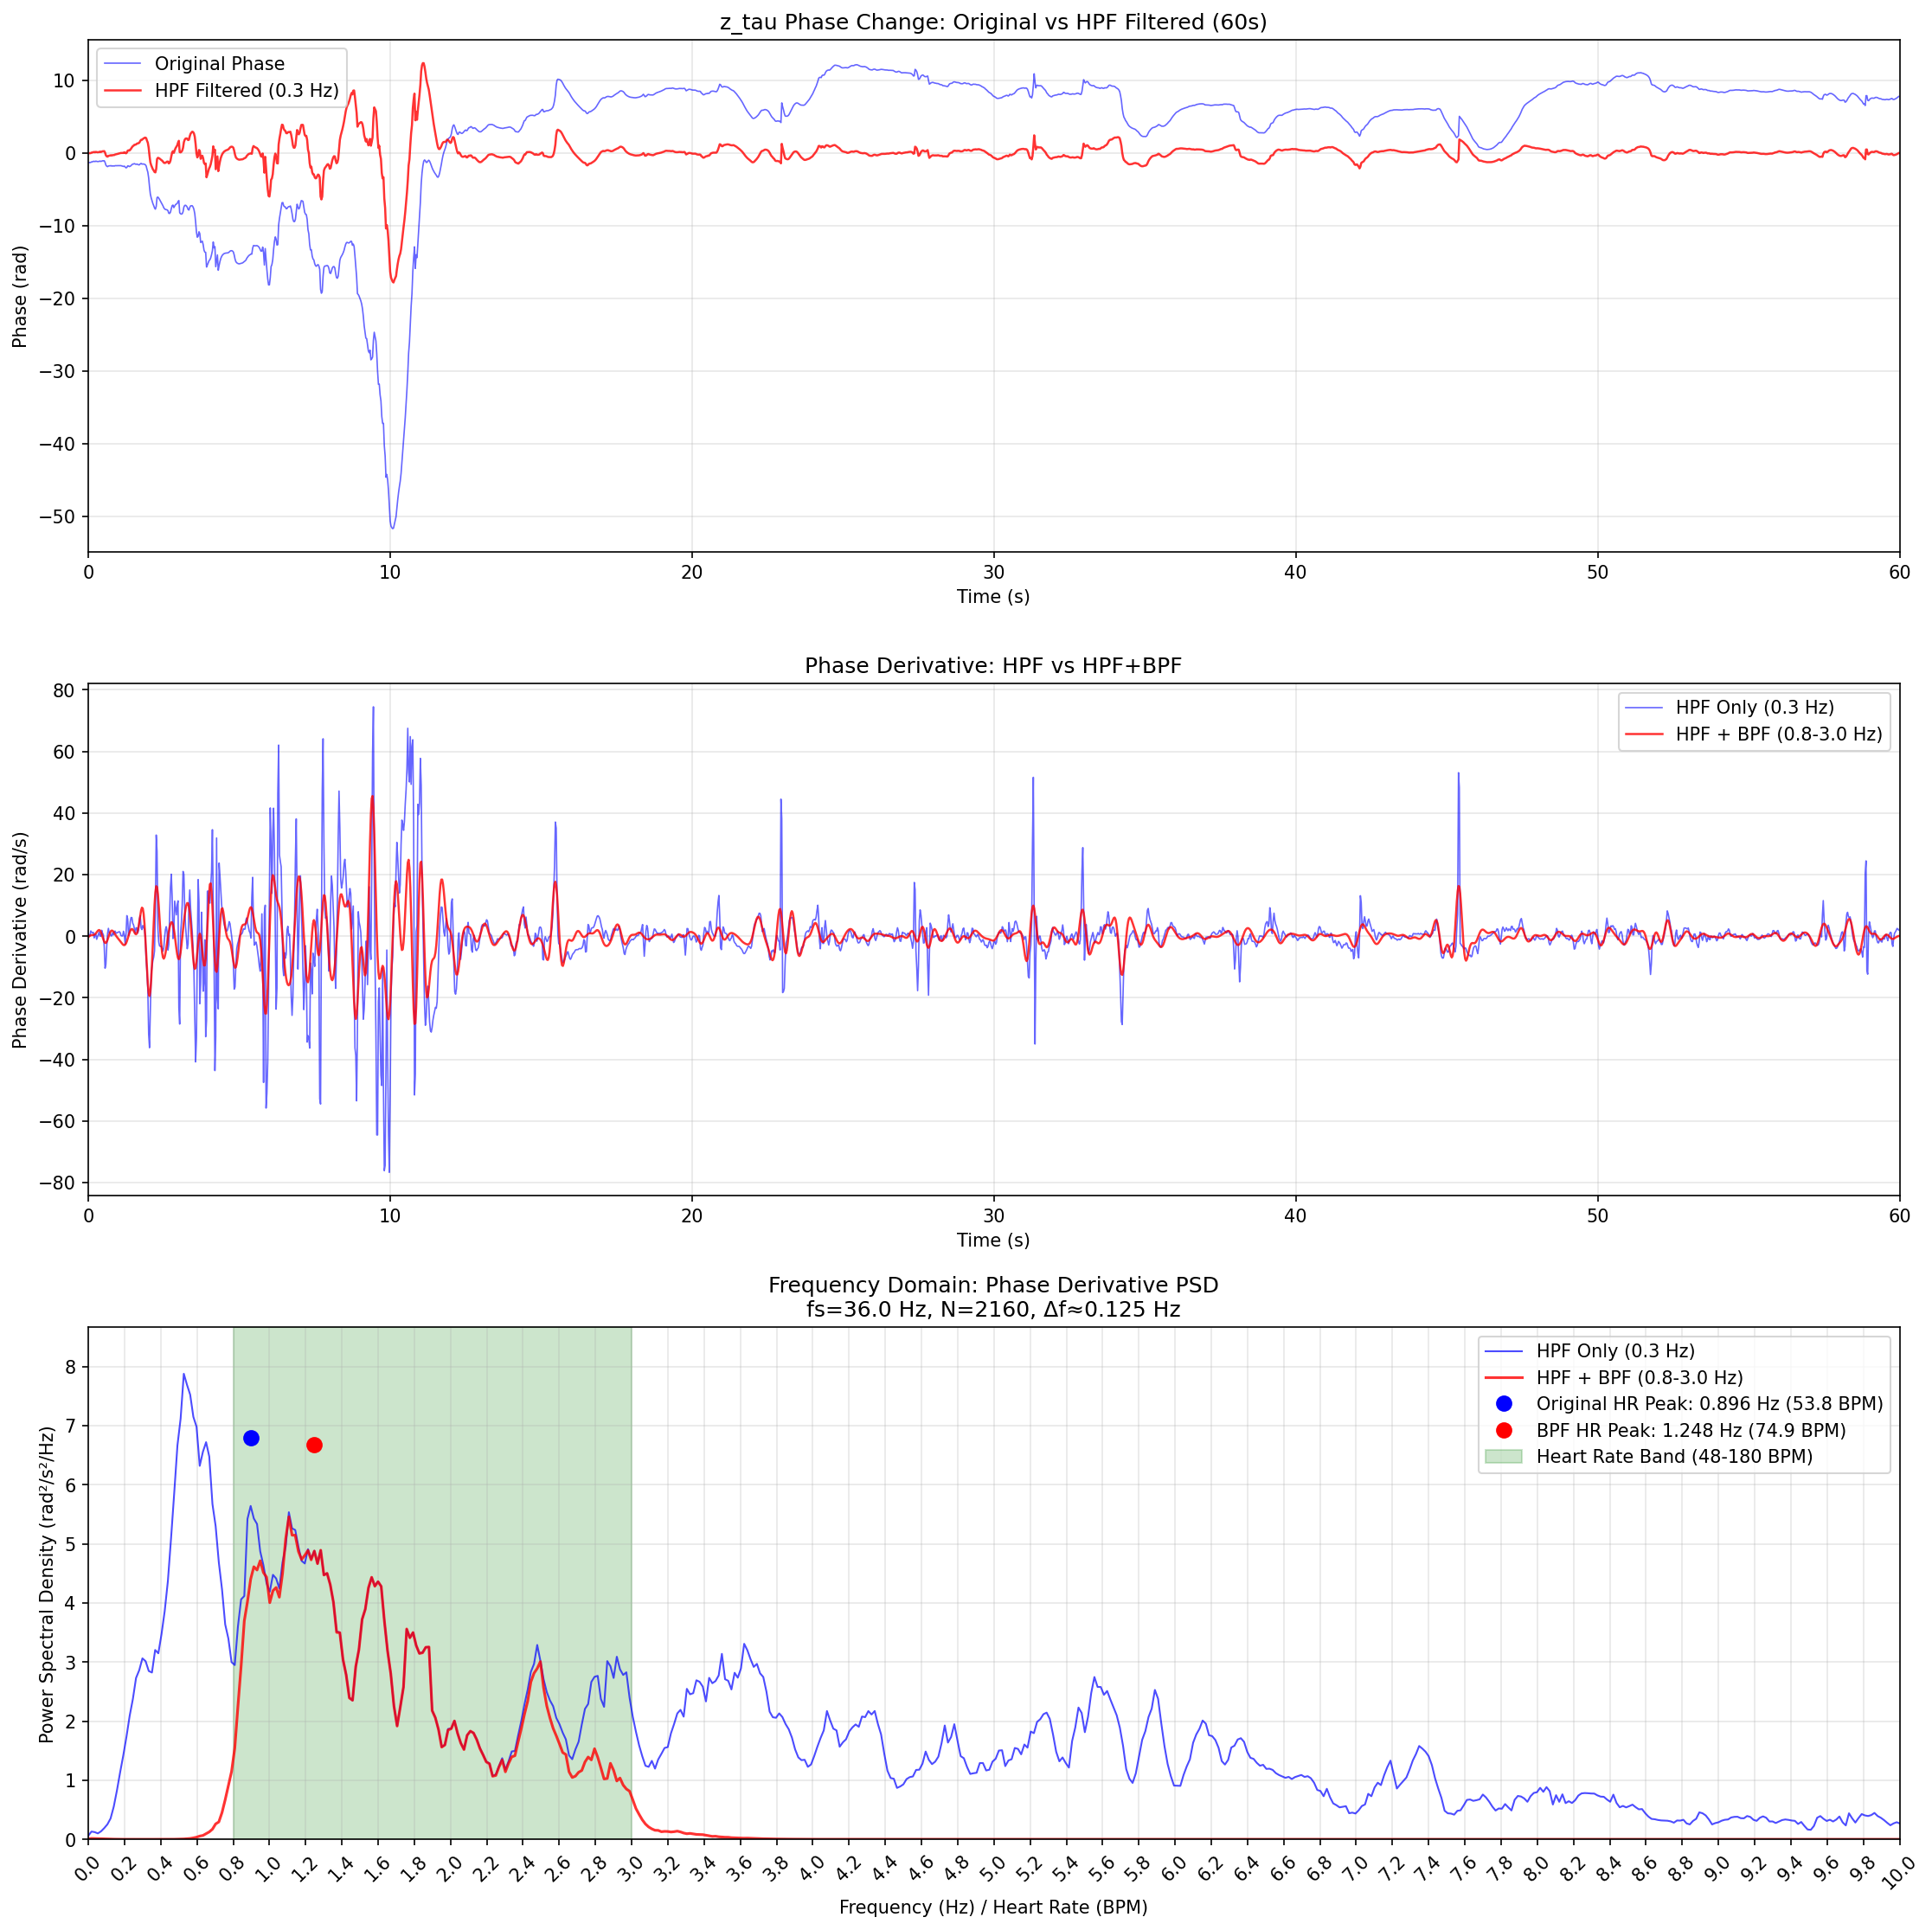 z_tau Phase Change: Original vs HPF Filtered (60s)
Original Phase
HPF Filtered (0.3 Hz)
Phase (rad)
10
0
−10
−20
−30
−40
−50
0 10 20 30 40 50 60
Time (s)
Phase Derivative: HPF vs HPF+BPF
HPF Only (0.3 Hz)
HPF + BPF (0.8-3.0 Hz)
Phase Derivative (rad/s)
80
60
40
20
0
−20
−40
−60
−80
0 10 20 30 40 50 60
Time (s)
Frequency Domain: Phase Derivative PSD
fs=36.0 Hz, N=2160, Δf≈0.125 Hz
HPF Only (0.3 Hz)
HPF + BPF (0.8-3.0 Hz)
Original HR Peak: 0.896 Hz (53.8 BPM)
BPF HR Peak: 1.248 Hz (74.9 BPM)
Heart Rate Band (48-180 BPM)
Power Spectral Density (rad²/s²/Hz)
8
7
6
5
4
3
2
1
0
0.0 0.2 0.4 0.6 0.8 1.0 1.2 1.4 1.6 1.8 2.0 2.2 2.4 2.6 2.8 3.0 3.2 3.4 3.6 3.8 4.0 4.2 4.4 4.6 4.8 5.0 5.2 5.4 5.6 5.8 6.0 6.2 6.4 6.6 6.8 7.0 7.2 7.4 7.6 7.8 8.0 8.2 8.4 8.6 8.8 9.0 9.2 9.4 9.6 9.8 10.0
Frequency (Hz) / Heart Rate (BPM)